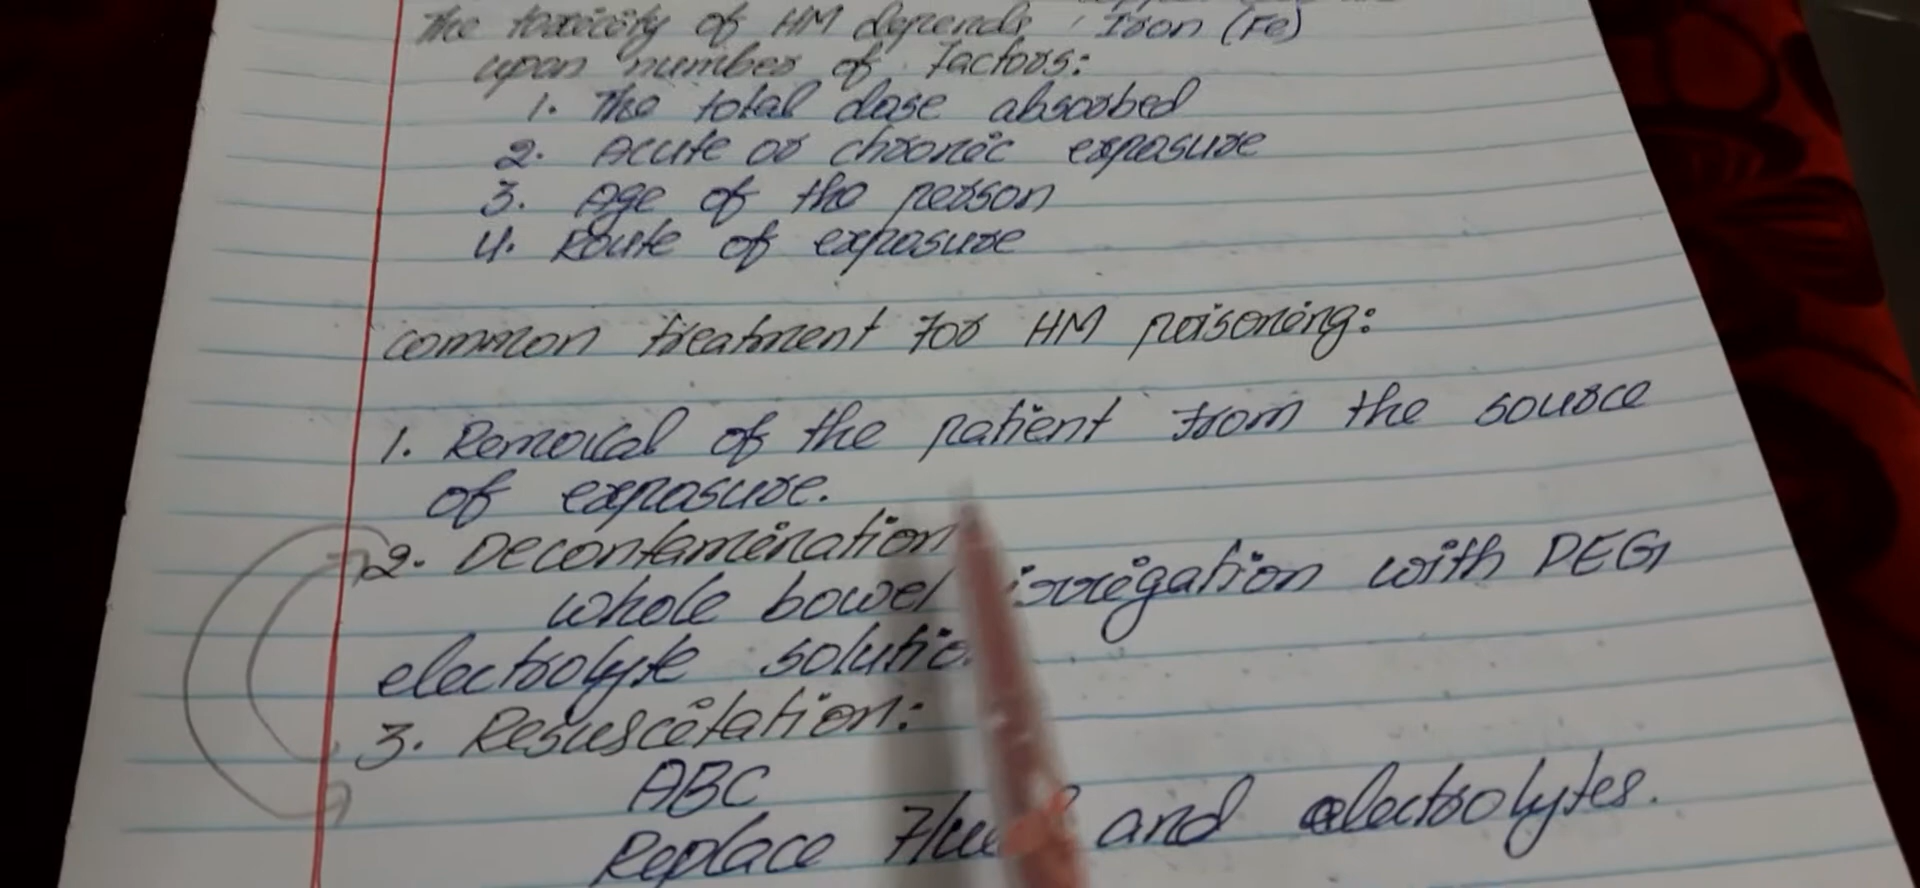 The toxicity of HM depends Iron (Fe)
upon number of factors:
1. The total dose absorbed
2. Acute or chronic exposure
3. Age of the person
4. Route of exposure
common treatment for HM poisoning:
1. Removal of the patient from the source
of exposure.
2. Decontamination
whole bowel irrigation with PEG
electrolyte solutio
3. Resuscitation:
ABC
Replace Flu and electrolytes.